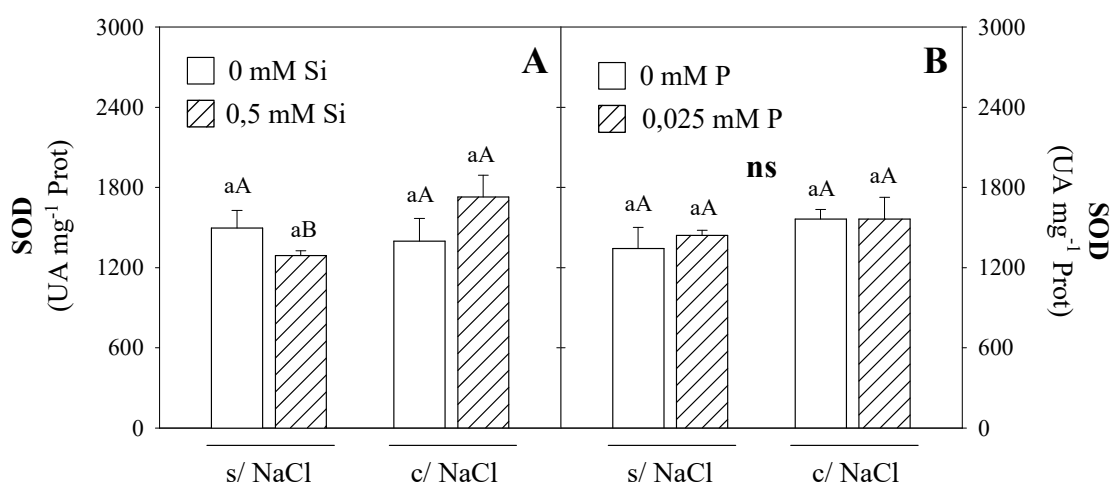 SOD
(UA mg-1 Prot)
3000
2400
1800
1200
600
0
0 mM Si
0,5 mM Si
A
aA
aB
aA
aA
s/ NaCl
c/ NaCl
0 mM P
0,025 mM P
B
ns
aA
aA
aA
aA
s/ NaCl
c/ NaCl
3000
2400
1800
1200
600
0
SOD
(UA mg-1 Prot)